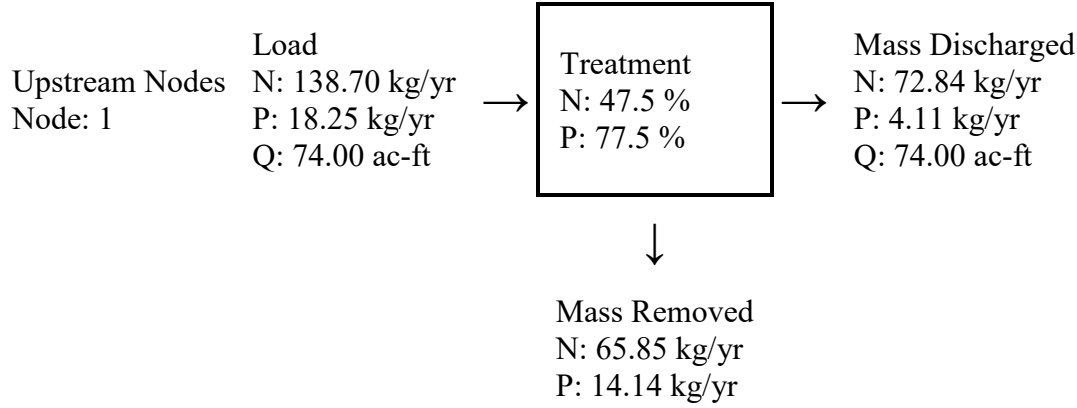 Upstream Nodes
Node: 1
Load
N: 138.70 kg/yr
P: 18.25 kg/yr
Q: 74.00 ac-ft
Treatment
N: 47.5 %
P: 77.5 %
Mass Discharged
N: 72.84 kg/yr
P: 4.11 kg/yr
Q: 74.00 ac-ft
Mass Removed
N: 65.85 kg/yr
P: 14.14 kg/yr